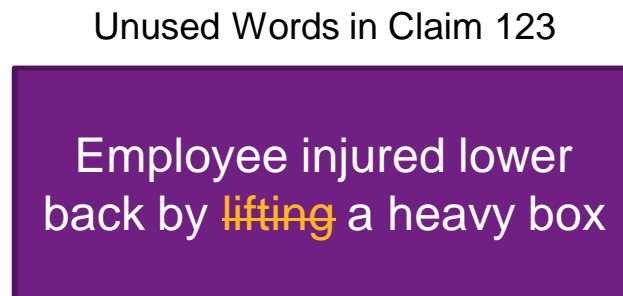 Unused Words in Claim 123
Employee injured lower
back by lifting a heavy box